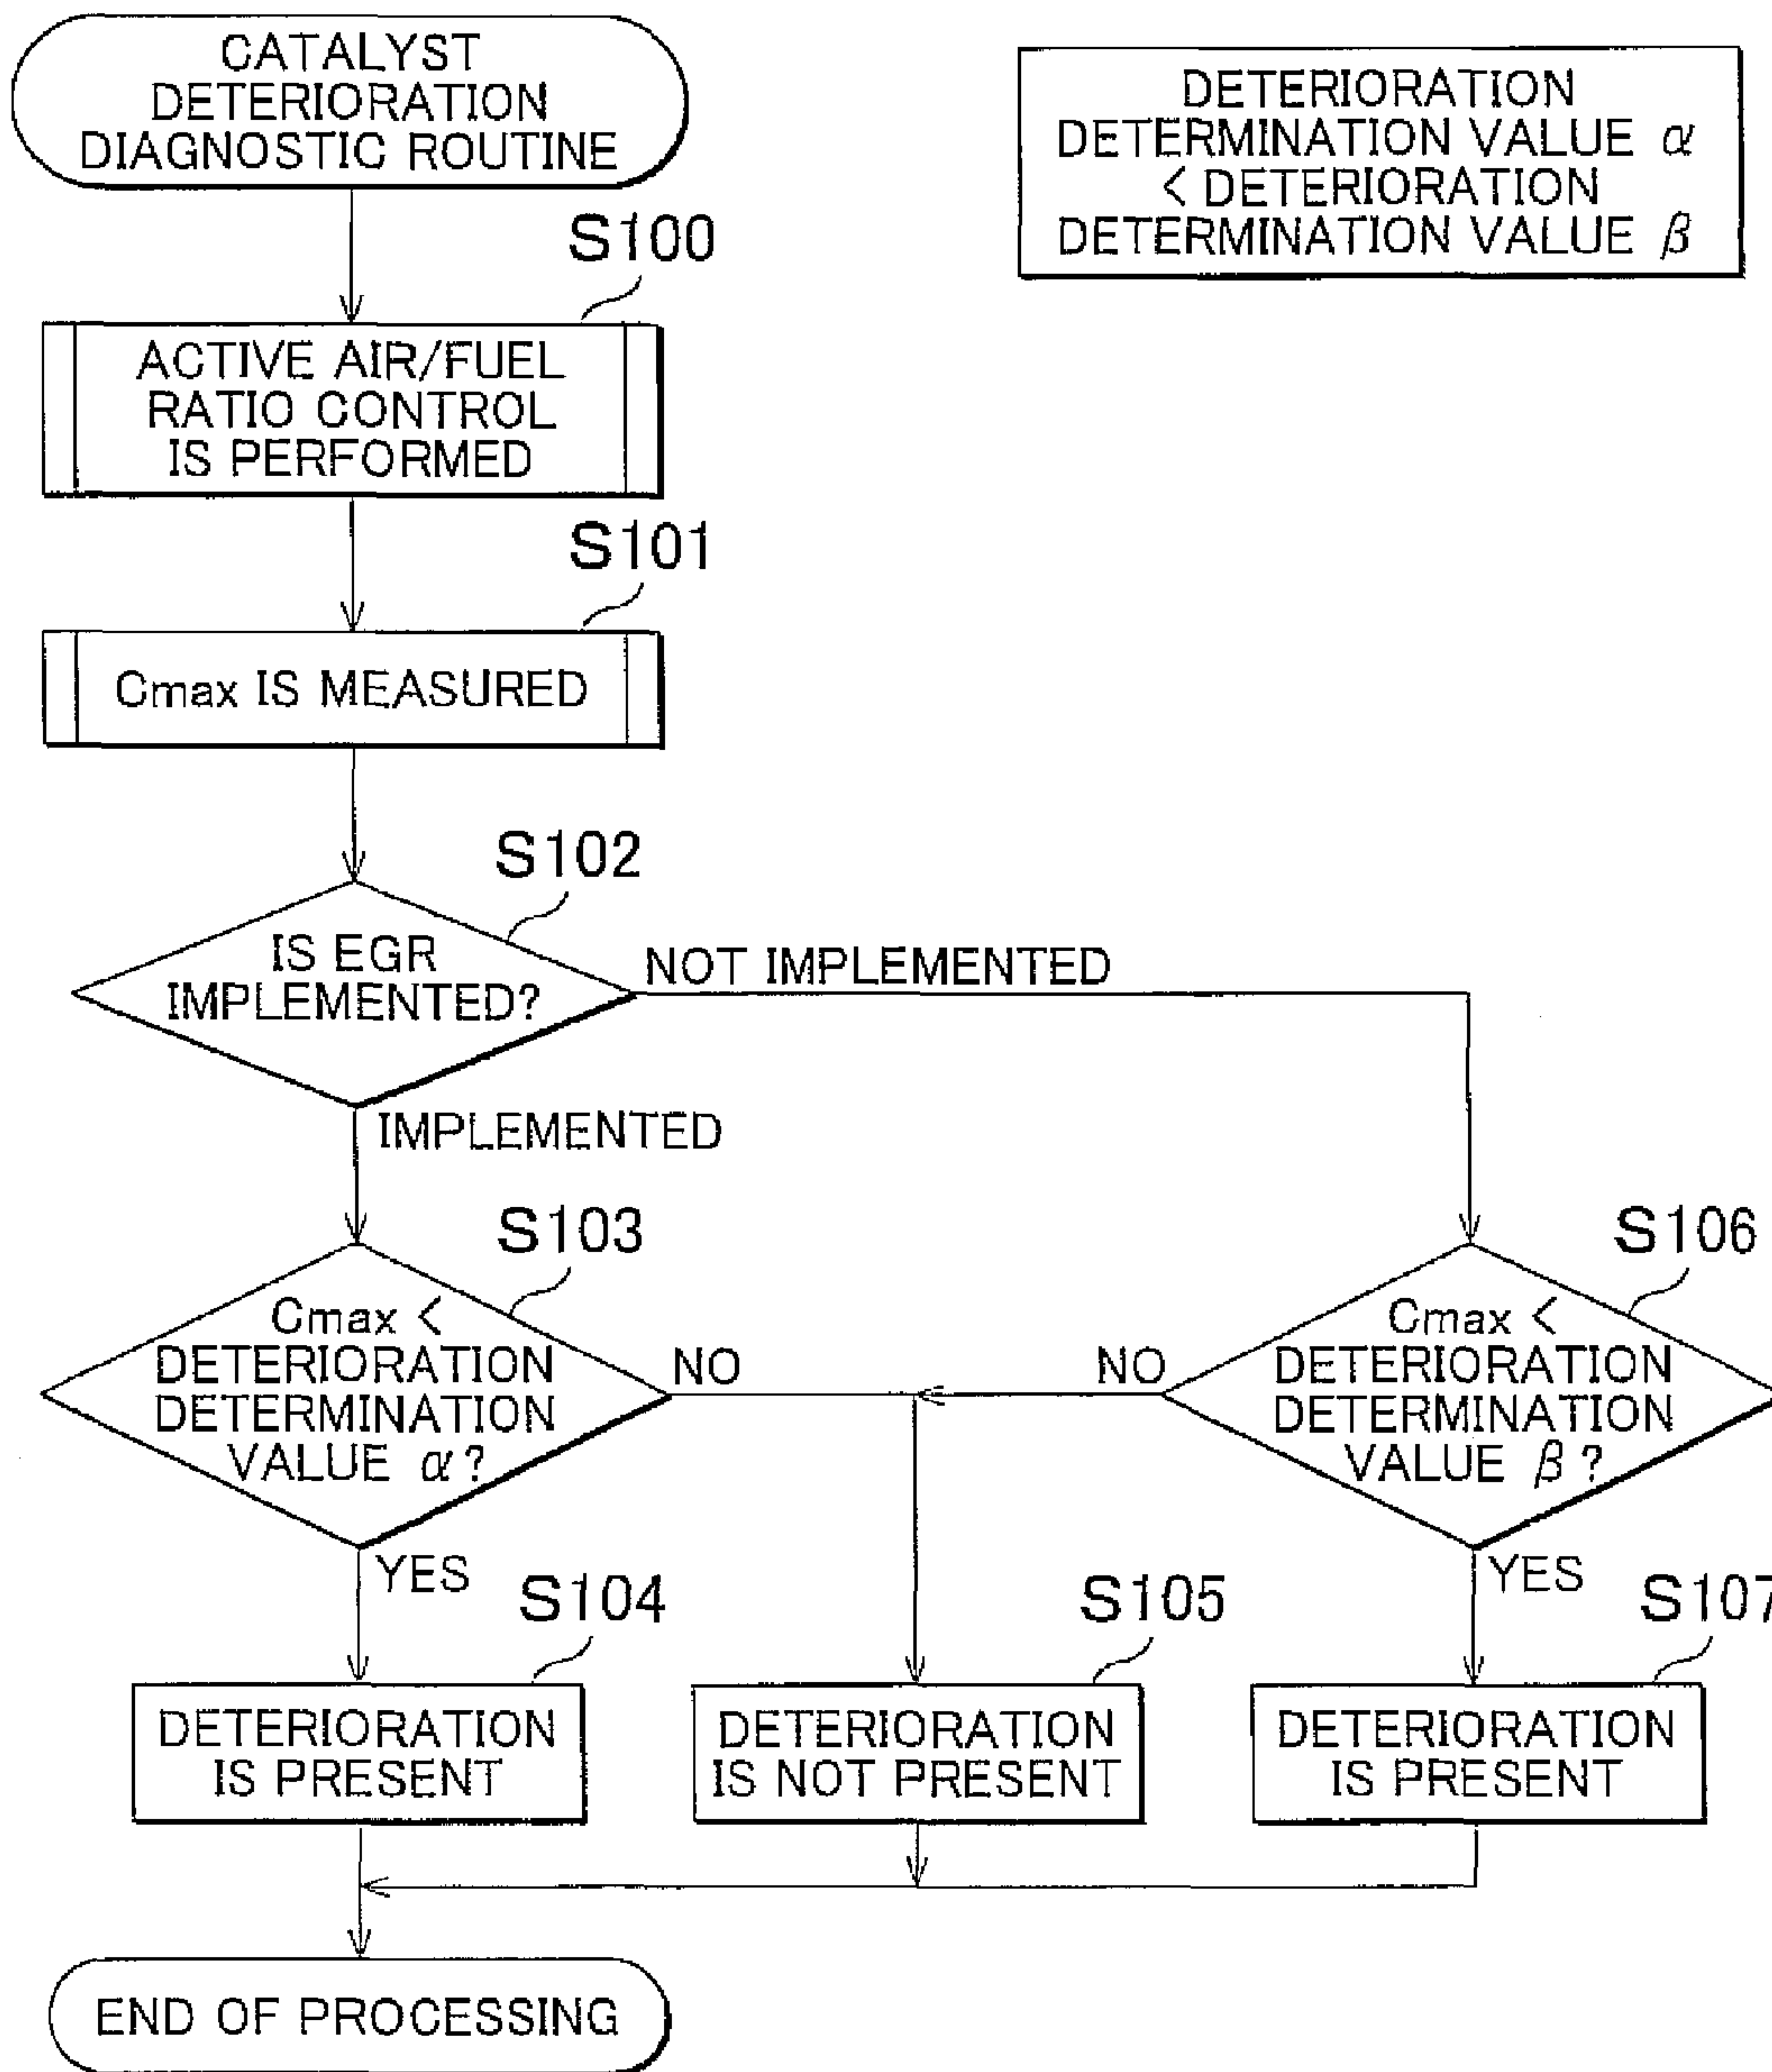 CATALYST
DETERIORATION
DIAGNOSTIC ROUTINE
DETERIORATION
DETERMINATION VALUE α
< DETERIORATION
DETERMINATION VALUE β
S100
ACTIVE AIR/FUEL
RATIO CONTROL
IS PERFORMED
S101
Cmax IS MEASURED
S102
IS EGR
IMPLEMENTED?
NOT IMPLEMENTED
IMPLEMENTED
S103
Cmax <
DETERIORATION
DETERMINATION
VALUE α?
NO
YES
S106
Cmax <
DETERIORATION
DETERMINATION
VALUE β?
NO
YES
S104
DETERIORATION
IS PRESENT
S105
DETERIORATION
IS NOT PRESENT
S107
DETERIORATION
IS PRESENT
END OF PROCESSING